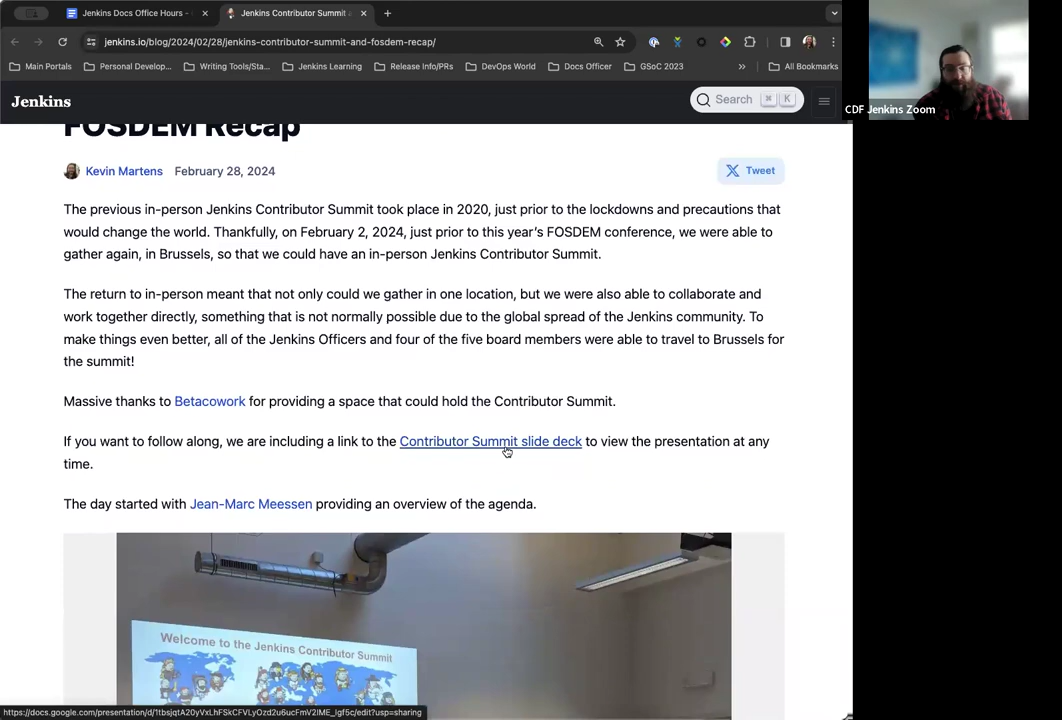 Jenkins Docs Office Hours -
Jenkins Contributor Summit a
jenkins.io/blog/2024/02/28/jenkins-contributor-summit-and-fosdem-recap/
Main Portals
Personal Develop...
Writing Tools/Sta...
Jenkins Learning
Release Info/PRs
DevOps World
Docs Officer
GSoC 2023
»
All Bookmarks
Jenkins
Search ⌘ K
CDF Jenkins Zoom
FOSDEM Recap
Kevin Martens February 28, 2024
Tweet
The previous in-person Jenkins Contributor Summit took place in 2020, just prior to the lockdowns and precautions that
would change the world. Thankfully, on February 2, 2024, just prior to this year's FOSDEM conference, we were able to
gather again, in Brussels, so that we could have an in-person Jenkins Contributor Summit.
The return to in-person meant that not only could we gather in one location, but we were also able to collaborate and
work together directly, something that is not normally possible due to the global spread of the Jenkins community. To
make things even better, all of the Jenkins Officers and four of the five board members were able to travel to Brussels for
the summit!
Massive thanks to Betacowork for providing a space that could hold the Contributor Summit.
If you want to follow along, we are including a link to the Contributor Summit slide deck to view the presentation at any
time.
The day started with Jean-Marc Meessen providing an overview of the agenda.
Welcome to the Jenkins Contributor Summit